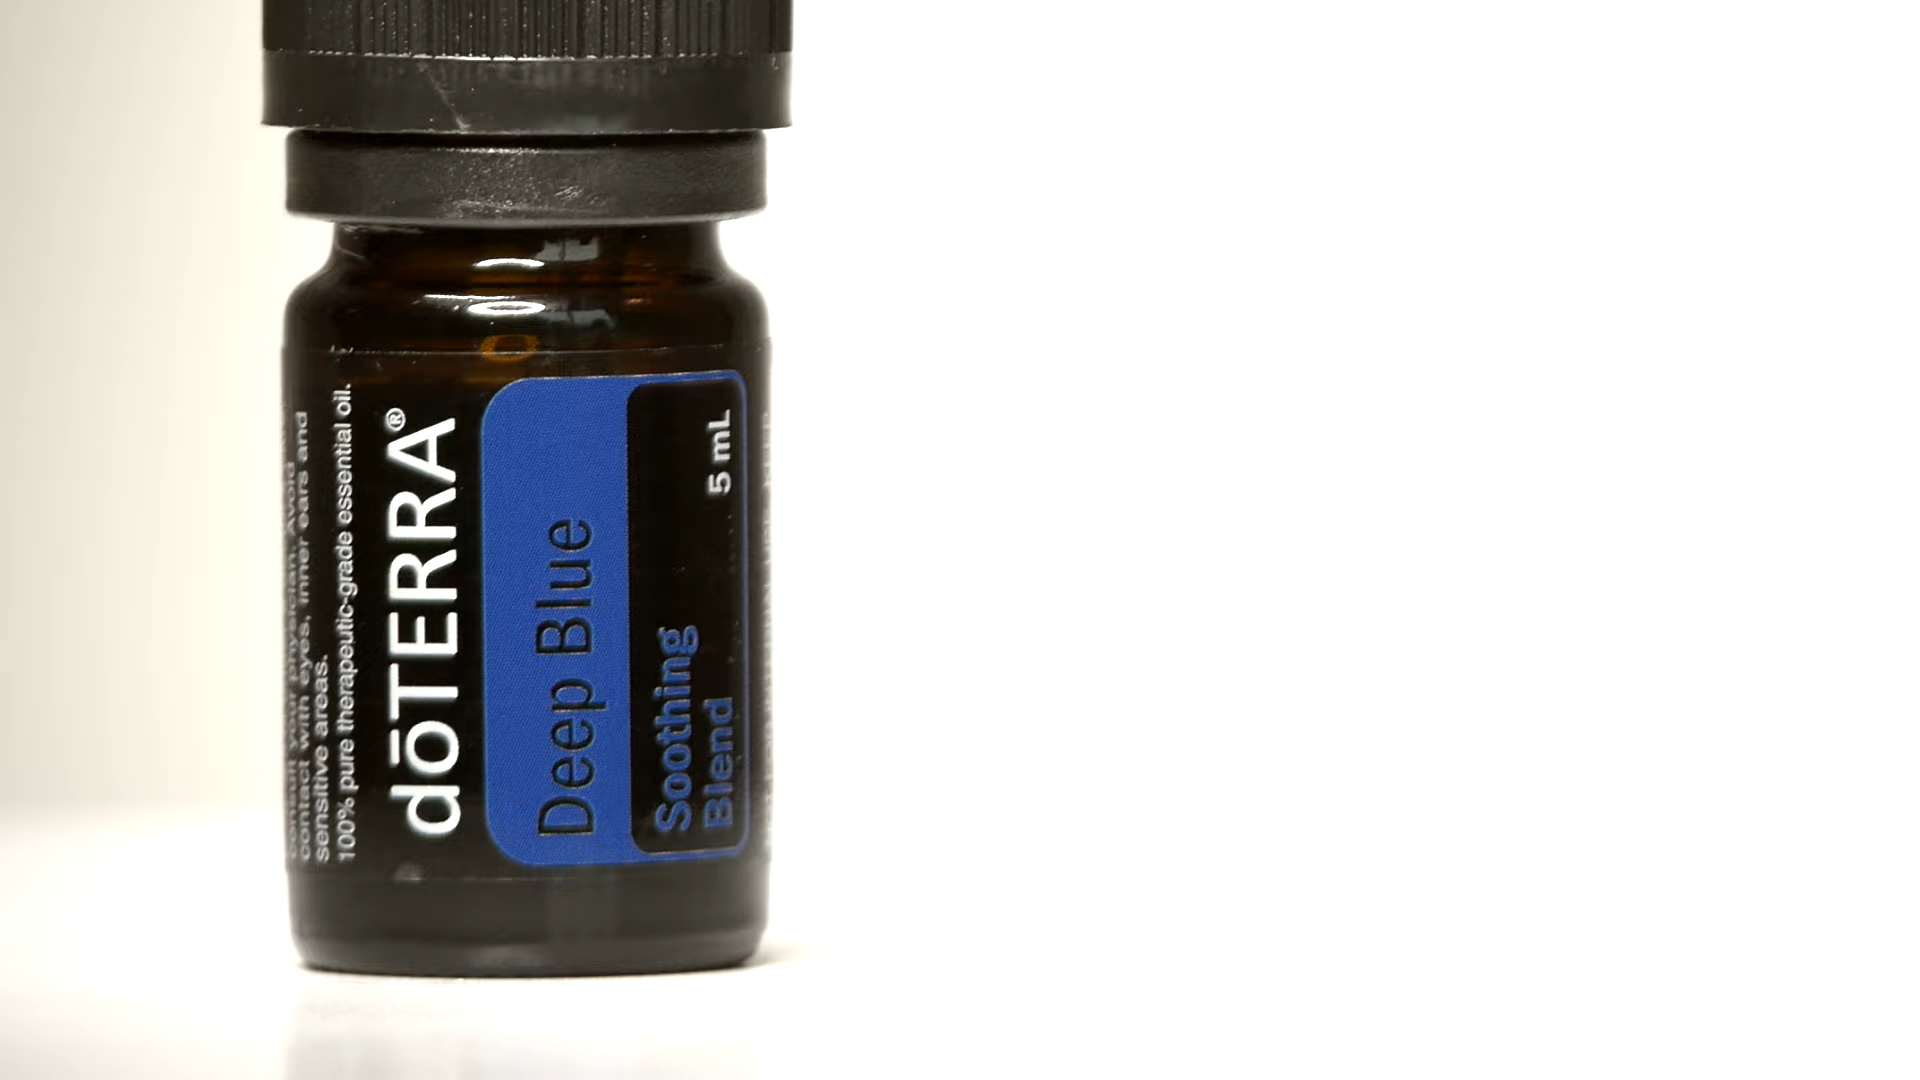 consult your physician. Avoid
contact with eyes, inner ears and
sensitive areas.
100% pure therapeutic-grade essential oil.
dōTERRA®
Deep Blue
Soothing
Blend
5 mL